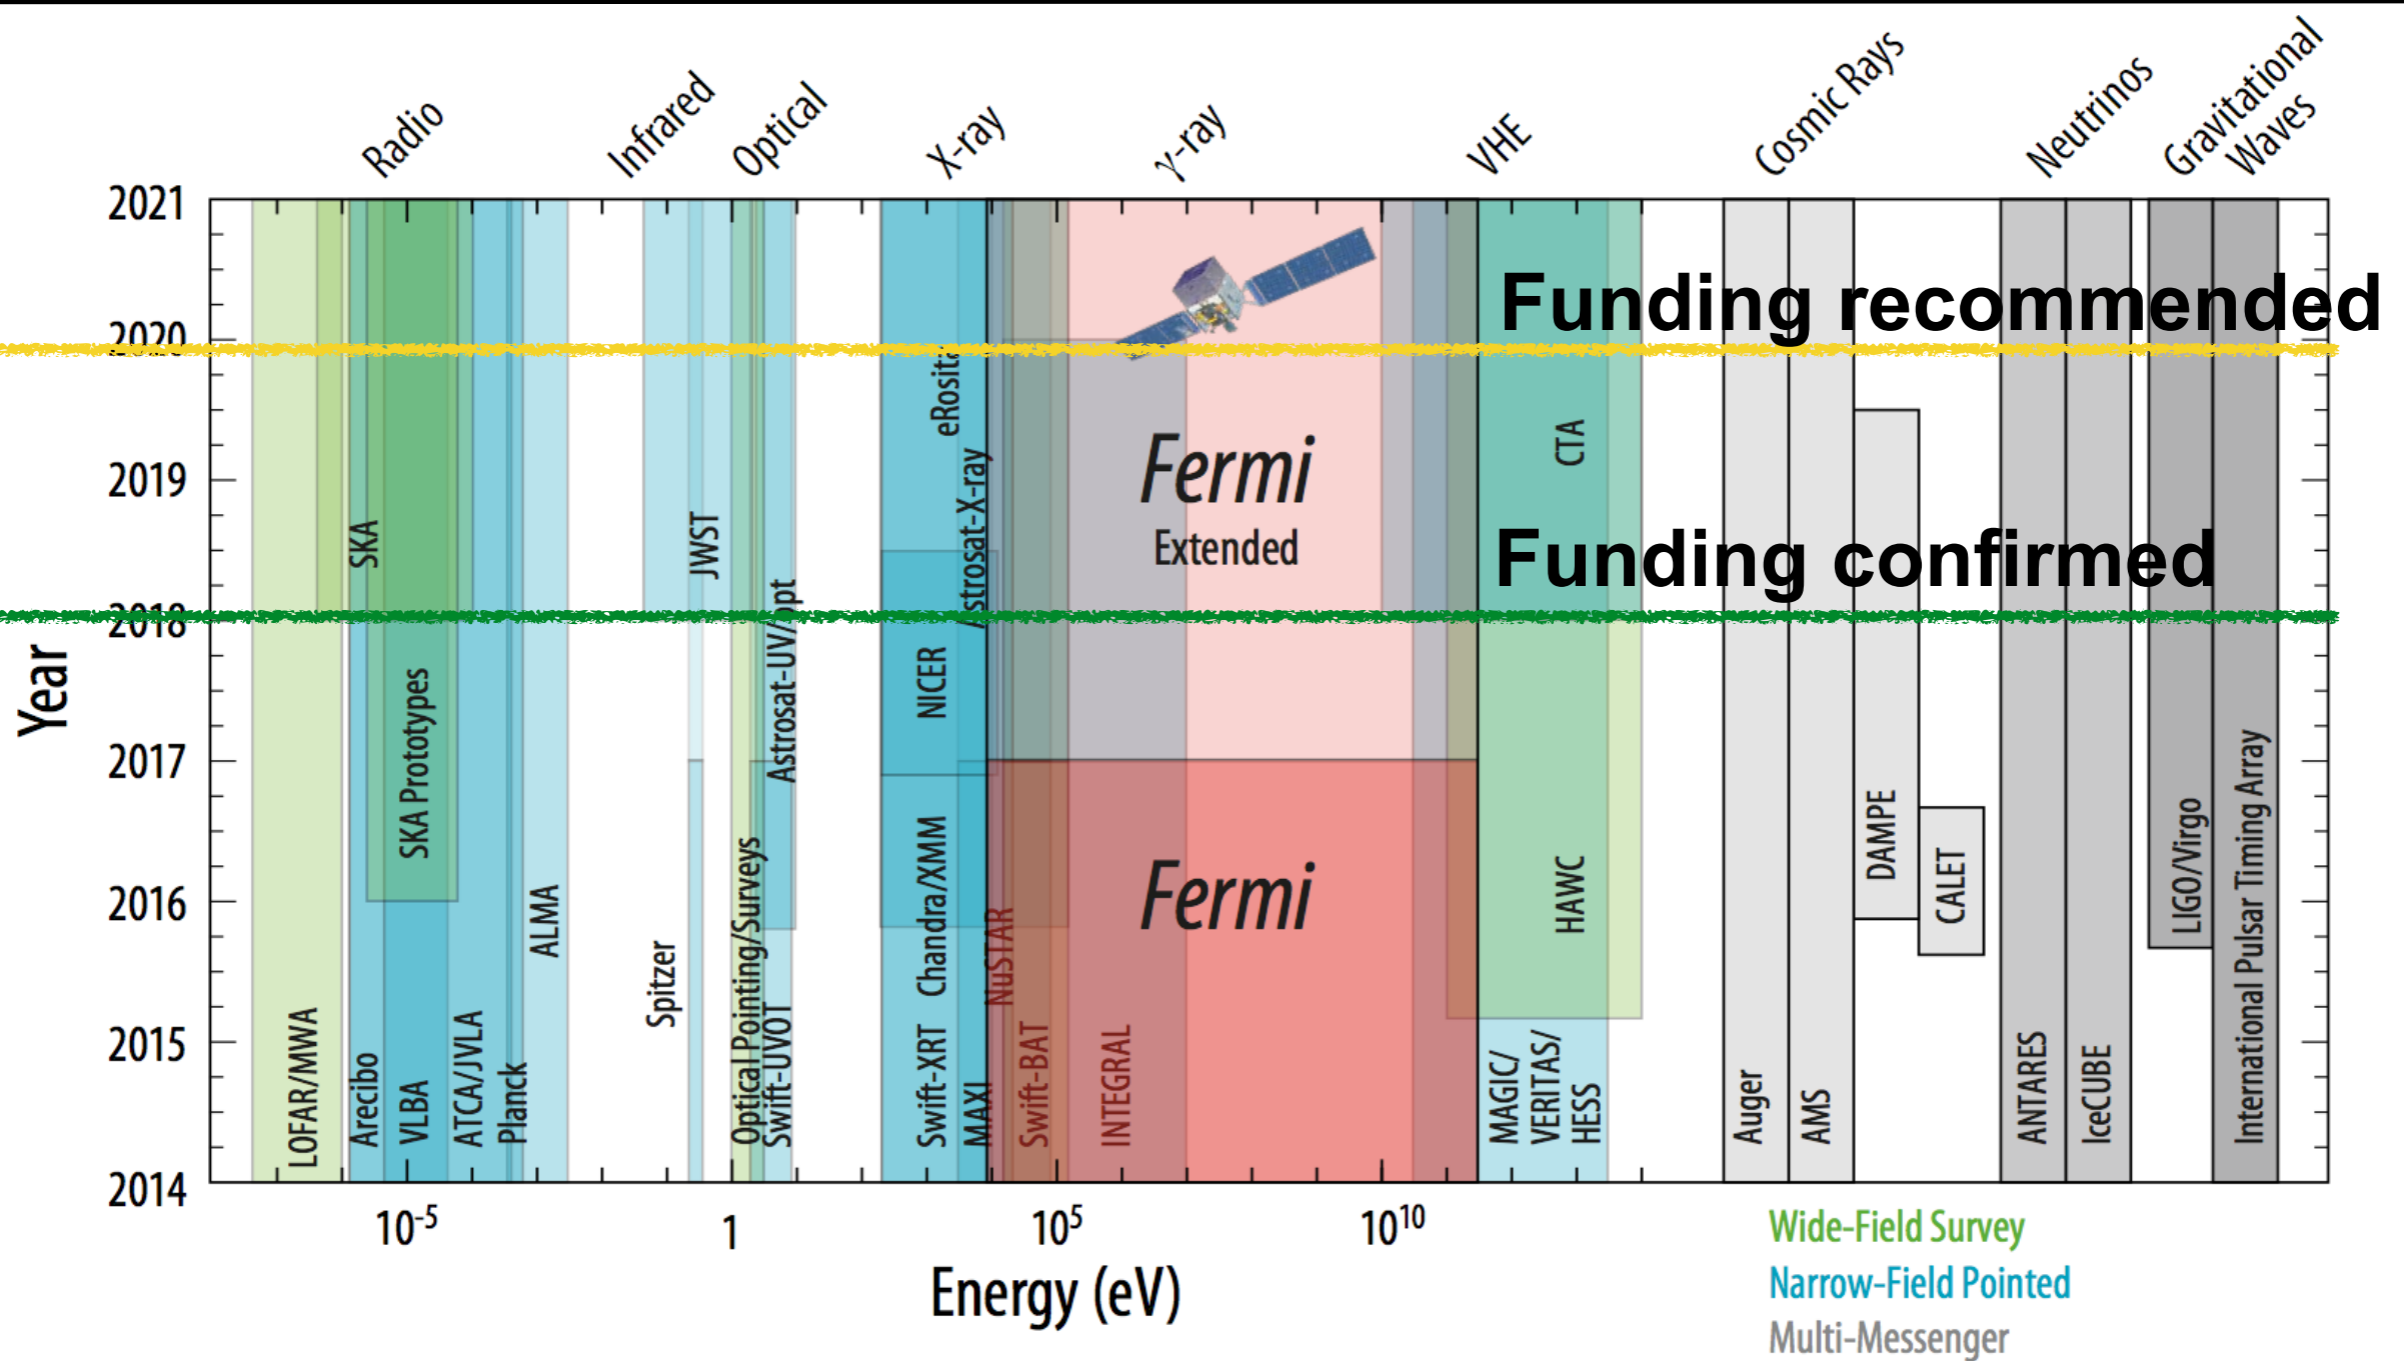 Radio
Infrared
Optical
X-ray
γ-ray
VHE
Cosmic Rays
Neutrinos
Gravitational
Waves
2021
2020
2019
2018
2017
2016
2015
2014
Year
Funding recommended
Funding confirmed
Fermi
Extended
Fermi
LOFAR/MWA
SKA
Arecibo
SKA Prototypes
VLBA
ATCA/JVLA
Planck
ALMA
Spitzer
JWST
Optical Pointing/Surveys
Astrosat-UV/opt
Swift-UVOT
eRosita
NICER
Chandra/XMM
Swift-XRT
Astrosat-X-ray
MAXI
NuSTAR
Swift-BAT
INTEGRAL
CTA
HAWC
MAGIC/
VERITAS/
HESS
Auger
AMS
DAMPE
CALET
ANTARES
IceCUBE
LIGO/Virgo
International Pulsar Timing Array
10⁻⁵
1
10⁵
10¹⁰
Energy (eV)
Wide-Field Survey
Narrow-Field Pointed
Multi-Messenger